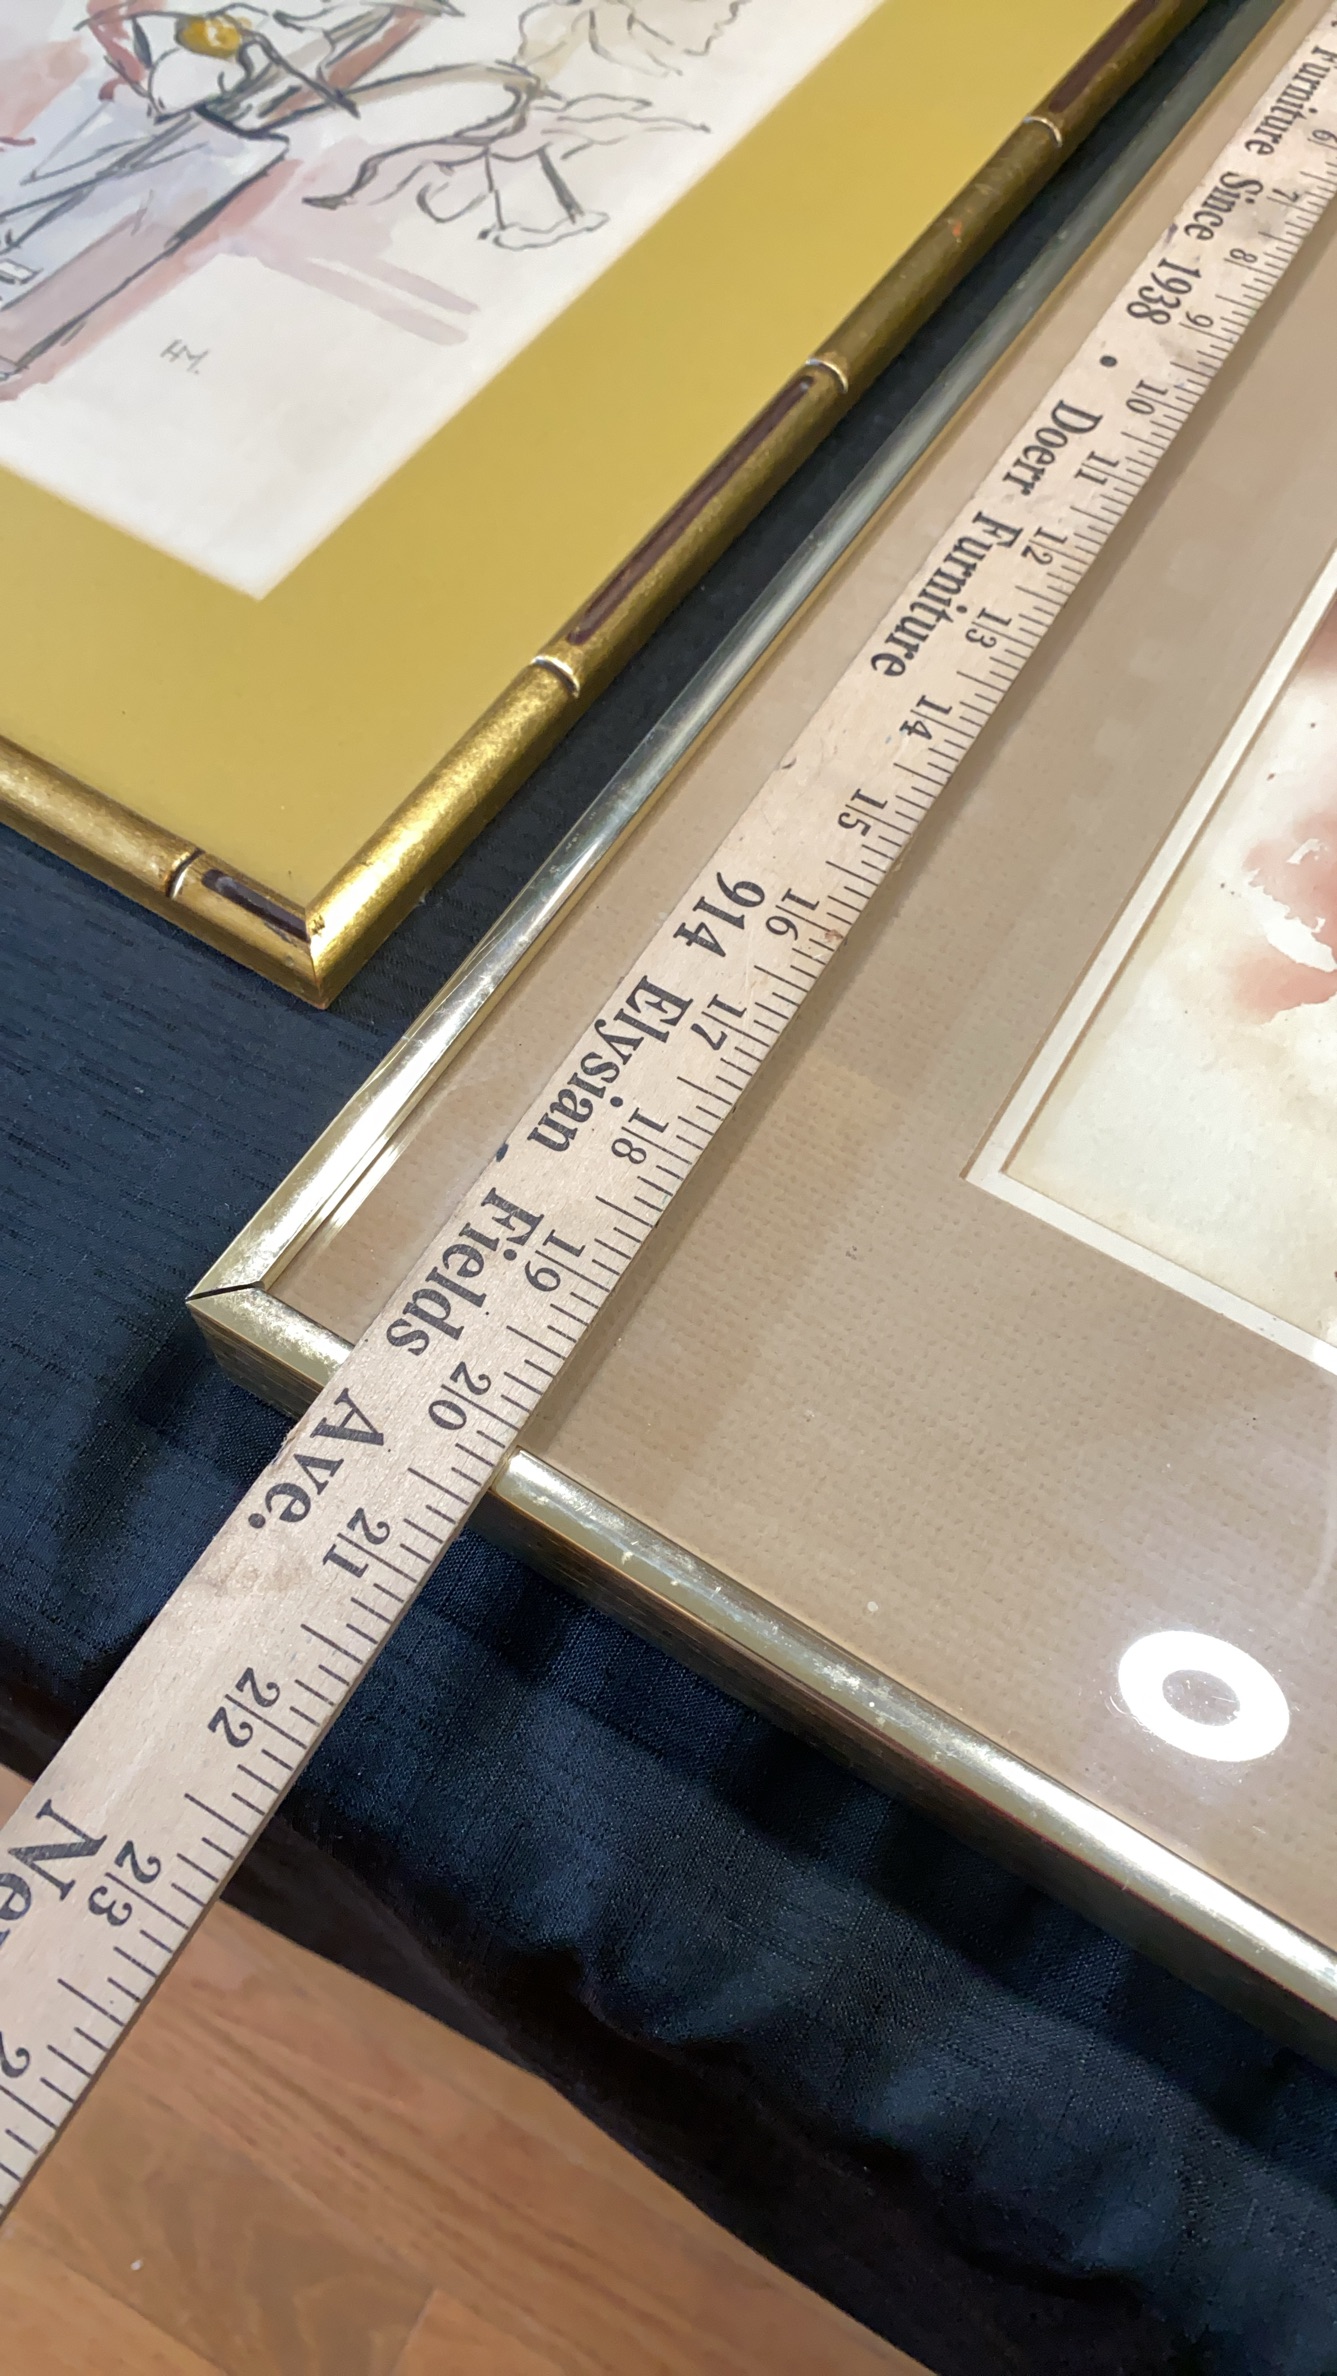 Furniture Since 1938 • Doerr Furniture 914 Elysian Fields Ave.
6 7 8 9 10 11 12 13 14 15 16 17 18 19 20 21 22 23